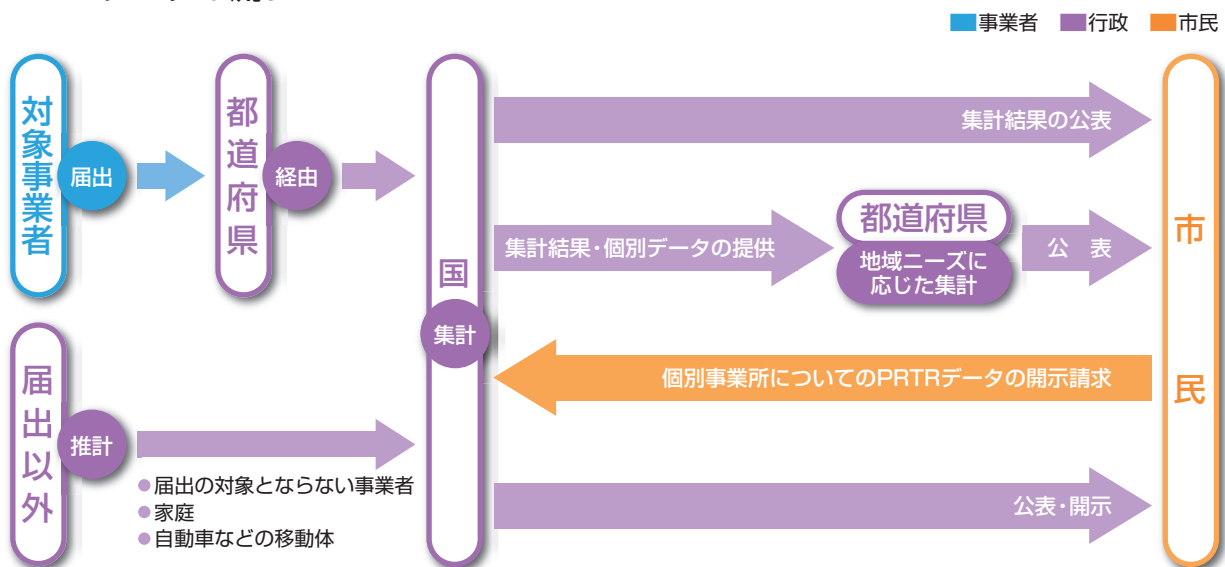 事業者 行政 市民
対象事業者
届出
都道府県
経由
国
集計
集計結果の公表
集計結果・個別データの提供
都道府県
地域ニーズに
応じた集計
公 表
市民
個別事業所についてのPRTRデータの開示請求
届出以外
推計
●届出の対象とならない事業者
●家庭
●自動車などの移動体
公表・開示